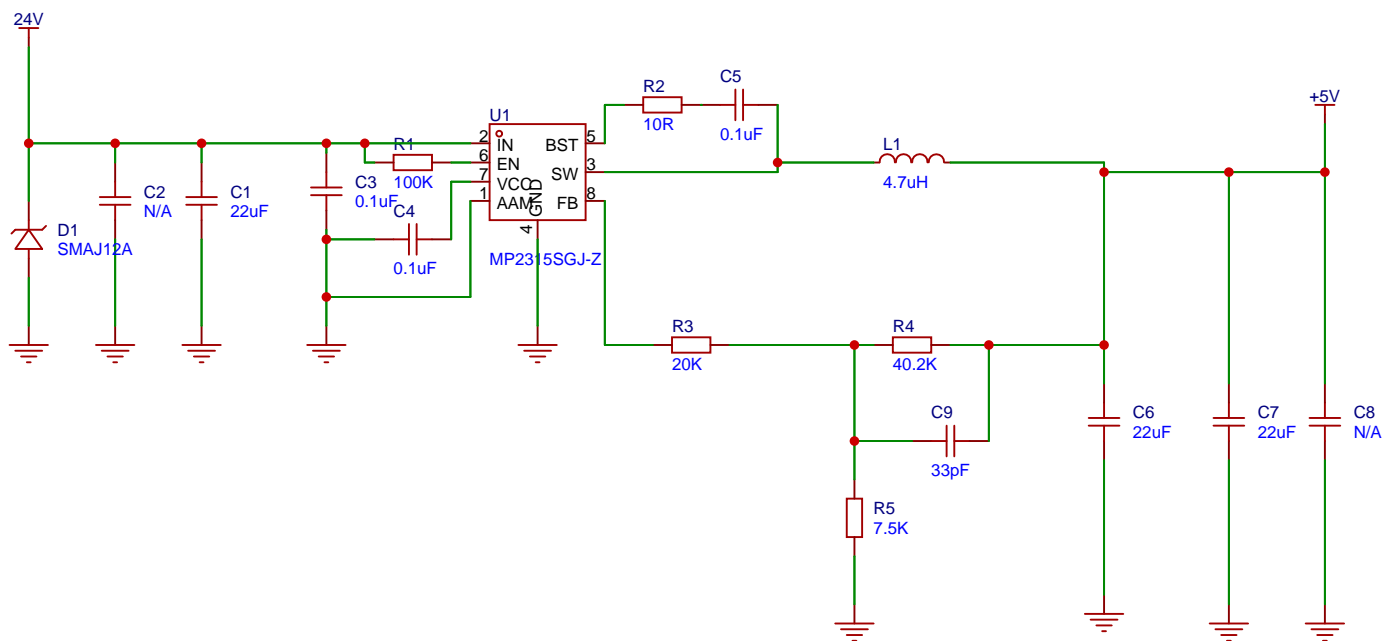 24V
+5V
U1
R2
10R
C5
0.1uF
2
IN
BST
5
6
EN
SW
3
7
VCC
1
AAM
GND
FB
8
4
MP2315SGJ-Z
R1
100K
L1
4.7uH
C3
0.1uF
C4
0.1uF
C2
N/A
C1
22uF
D1
SMAJ12A
R3
20K
R4
40.2K
C9
33pF
R5
7.5K
C6
22uF
C7
22uF
C8
N/A